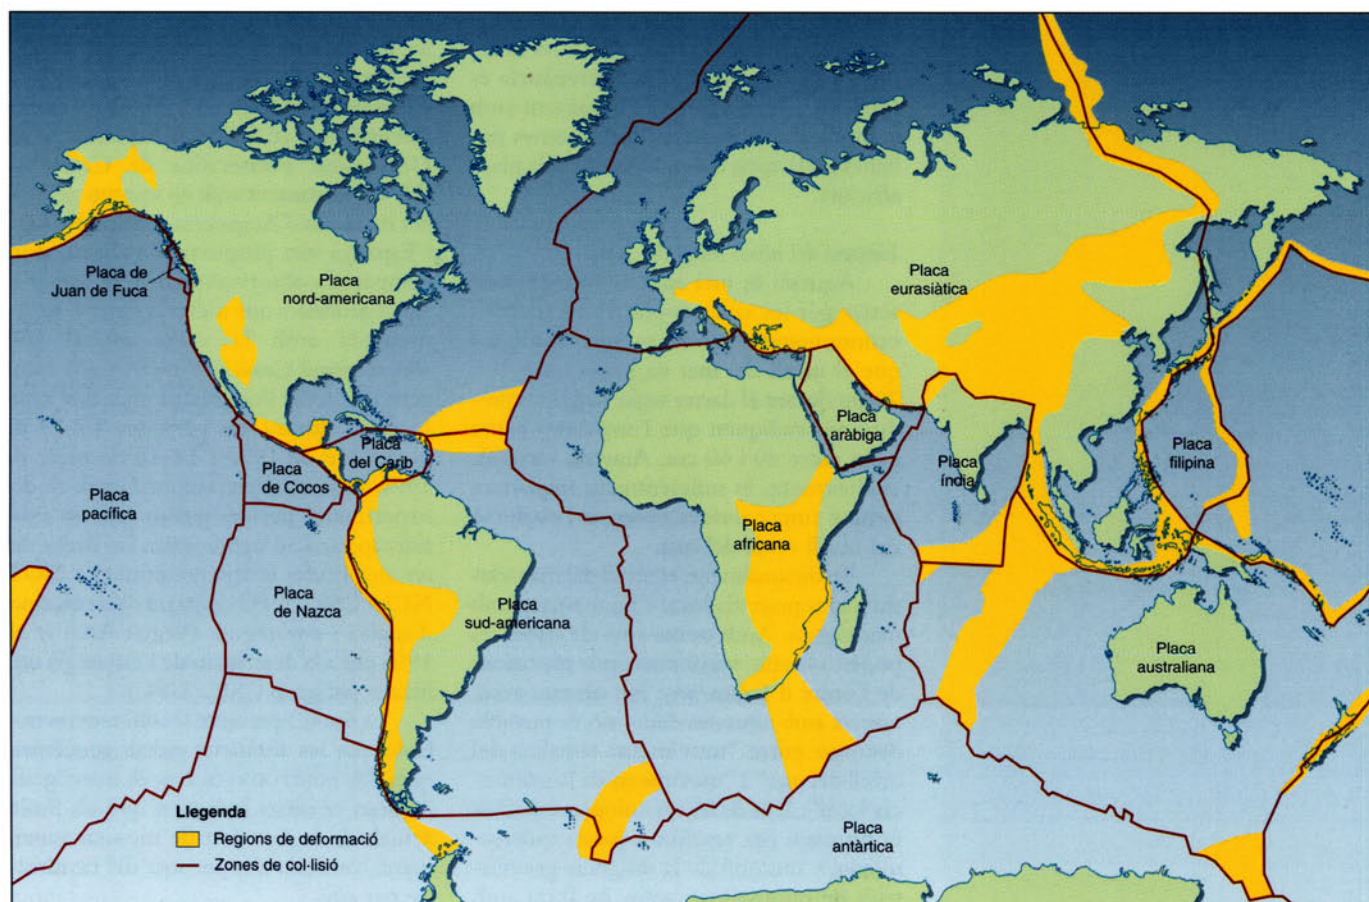 Placa de
Juan de Fuca
Placa
nord-americana
Placa
eurasiàtica
Placa
aràbiga
Placa
del Carib
Placa
de Cocos
Placa
filipina
Placa
índia
Placa
pacífica
Placa
africana
Placa
de Nazca
Placa
sud-americana
Placa
australiana
Placa
antàrtica
Llegenda
Regions de deformació
Zones de col·lisió